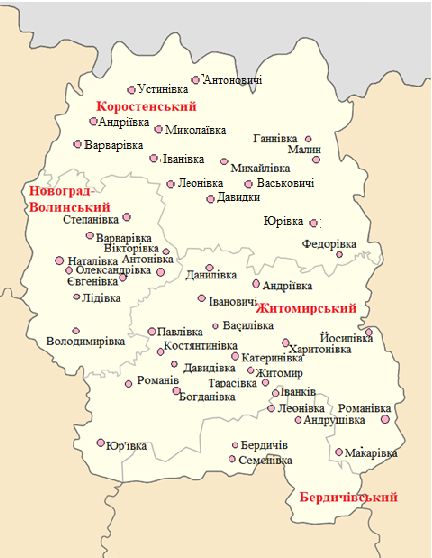 Антоновичі
Устинівка
Коростенський
Андріївка
Миколаївка
Ганнівка
Варварівка
Малин
Іванівка
Михайлівка
Леонівка
Васьковичі
Новоград-
Волинський
Давидки
Степанівка
Юрівка
Варварівка
Федорівка
Вікторівка
Наталівка
Антонівка
Олександрівка
Данилівка
Євгенівка
Андріївка
Лідівка
Івановичі
Житомирський
Василівка
Володимирівка
Павлівка
Йосипівка
Харитонівка
Костянтинівка
Катеринівка
Давидівка
Житомир
Романів
Тарасівка
Богданівка
Іванків
Леонівка
Романівка
Андрушівка
Юр'ївка
Бердичів
Макарівка
Семенівка
Бердичівський